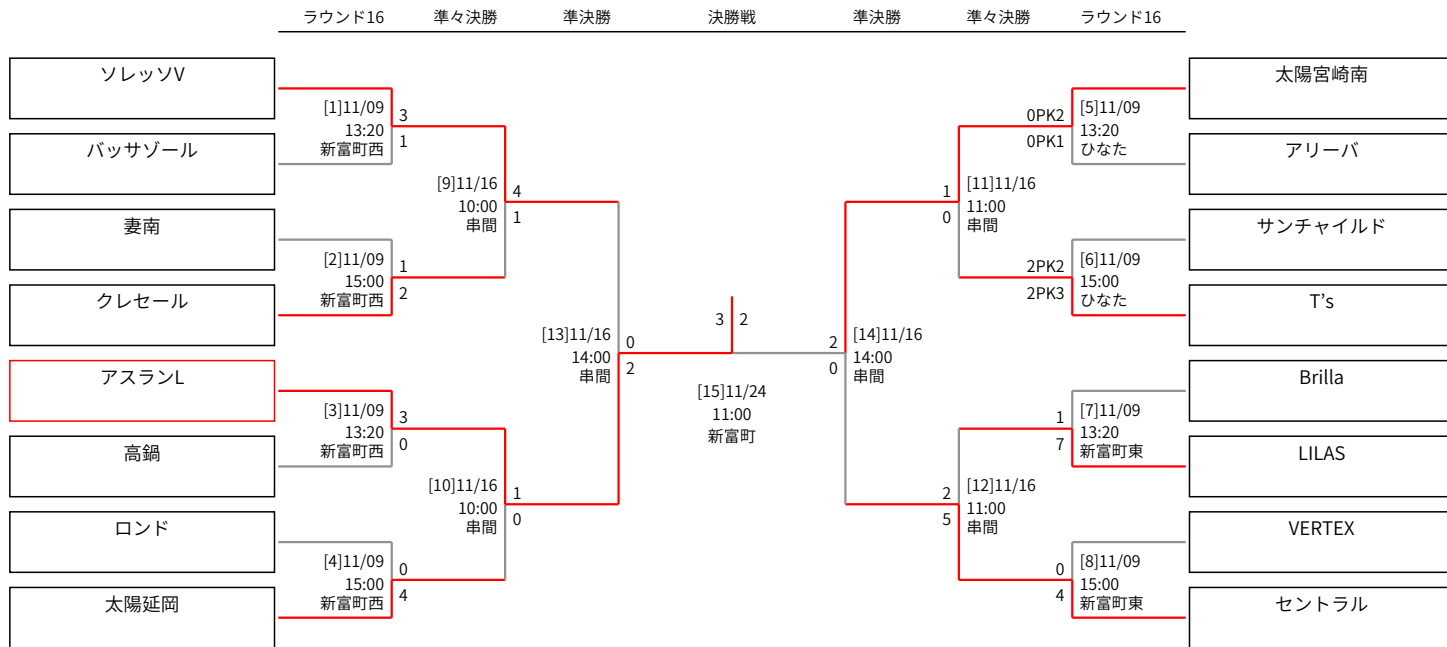 ラウンド16 準々決勝 準決勝 決勝戦 準決勝 準々決勝 ラウンド16
ソレッソV
バッサゾール
妻南
クレセール
アスランL
高鍋
ロンド
太陽延岡
[1]11/09
13:20
新富町西
3
1
[2]11/09
15:00
新富町西
1
2
[3]11/09
13:20
新富町西
3
0
[4]11/09
15:00
新富町西
0
4
[9]11/16
10:00
串間
4
1
[10]11/16
10:00
串間
1
0
[13]11/16
14:00
串間
0
2
3 2
[15]11/24
11:00
新富町
2
0
[14]11/16
14:00
串間
1
0
[11]11/16
11:00
串間
2
5
[12]11/16
11:00
串間
0PK2
0PK1
[5]11/09
13:20
ひなた
2PK2
2PK3
[6]11/09
15:00
ひなた
1
7
[7]11/09
13:20
新富町東
0
4
[8]11/09
15:00
新富町東
太陽宮崎南
アリーバ
サンチャイルド
T's
Brilla
LILAS
VERTEX
セントラル